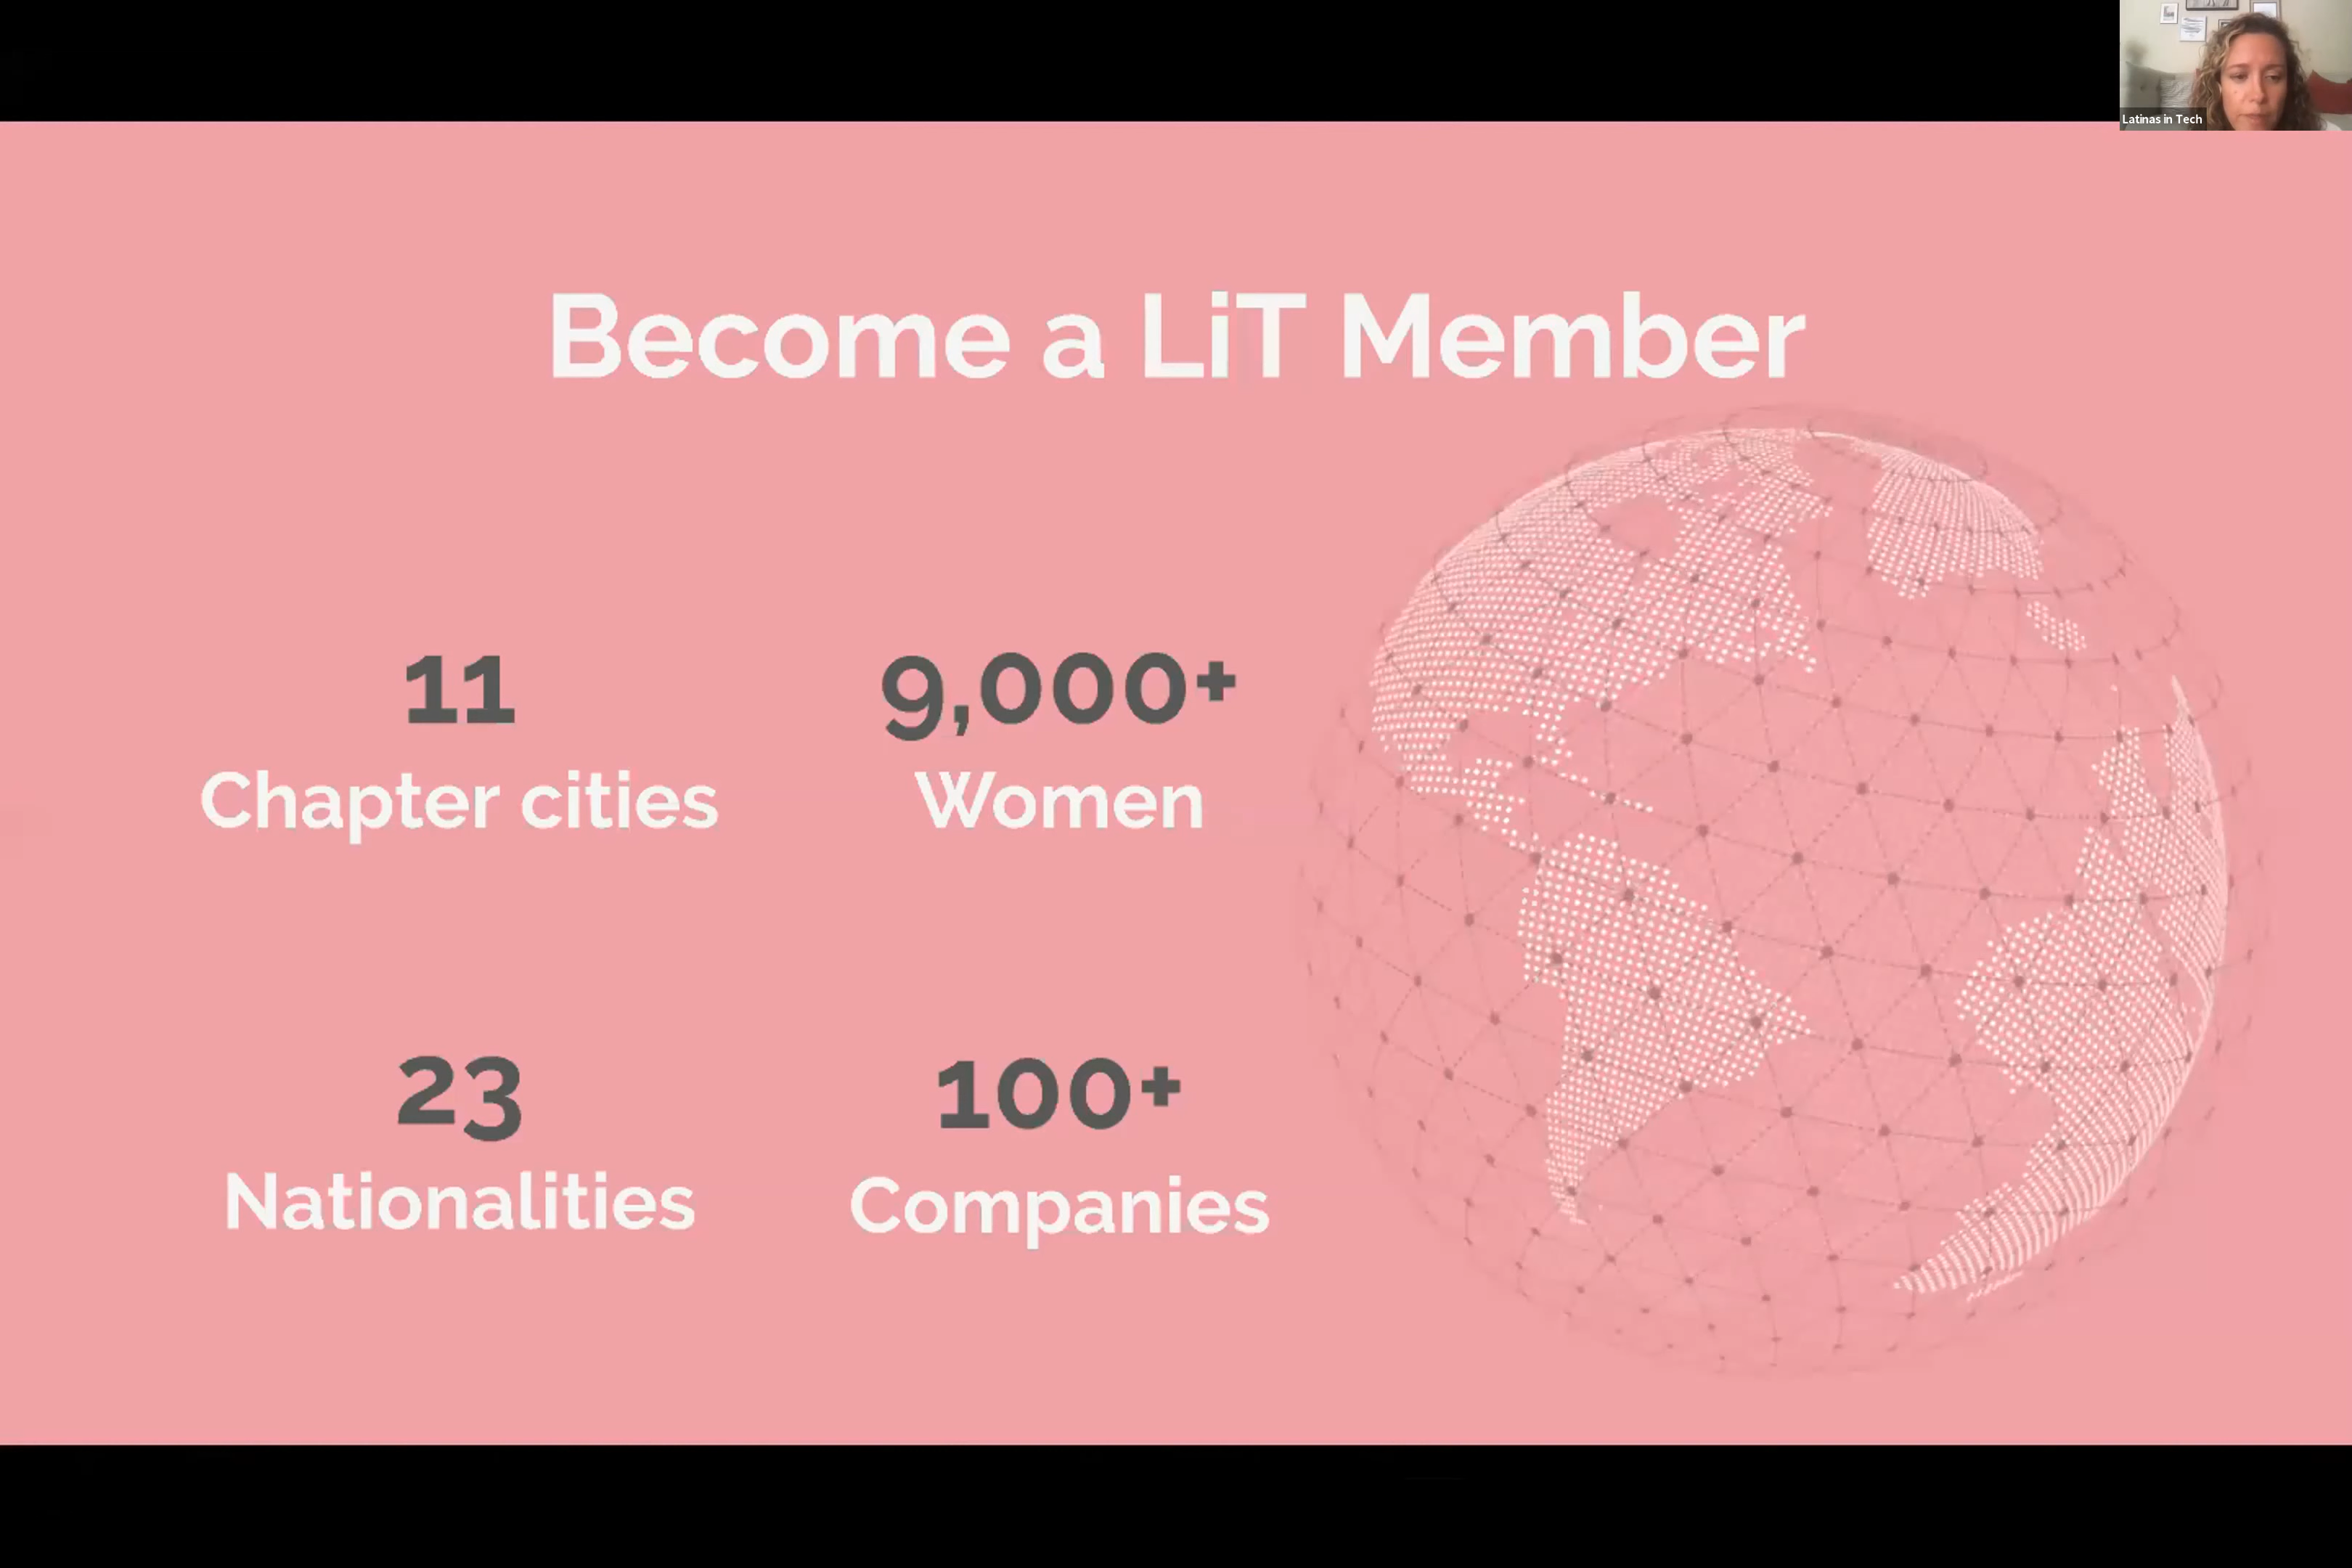 Latinas in Tech
Become a LiT Member
11
Chapter cities
9,000+
Women
23
Nationalities
100+
Companies